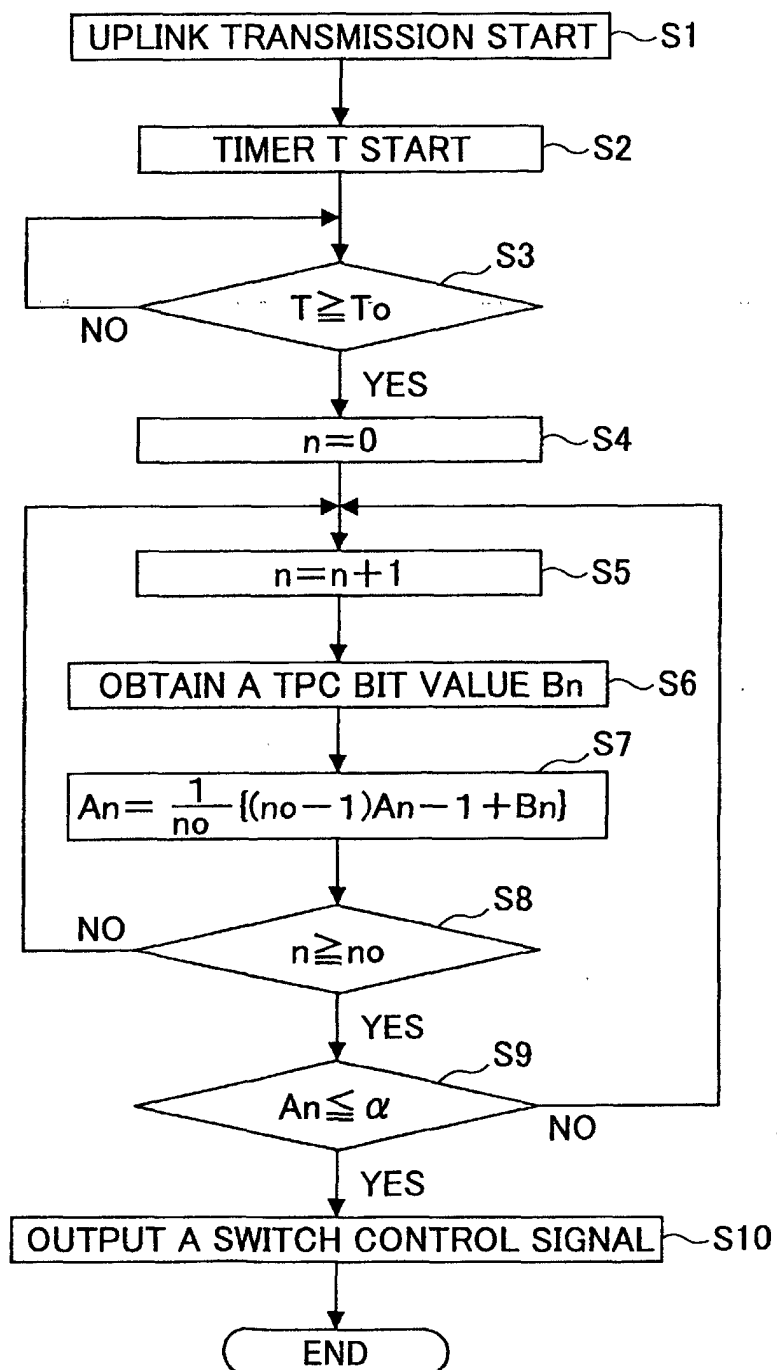 UPLINK TRANSMISSION START S1
TIMER T START S2
S3
T≧To
NO
YES
n=0 S4
n=n+1 S5
OBTAIN A TPC BIT VALUE Bn S6
S7
An= 1/no {(no-1)An-1+Bn}
S8
NO
n≧no
YES
S9
An≦α
NO
YES
OUTPUT A SWITCH CONTROL SIGNAL S10
END